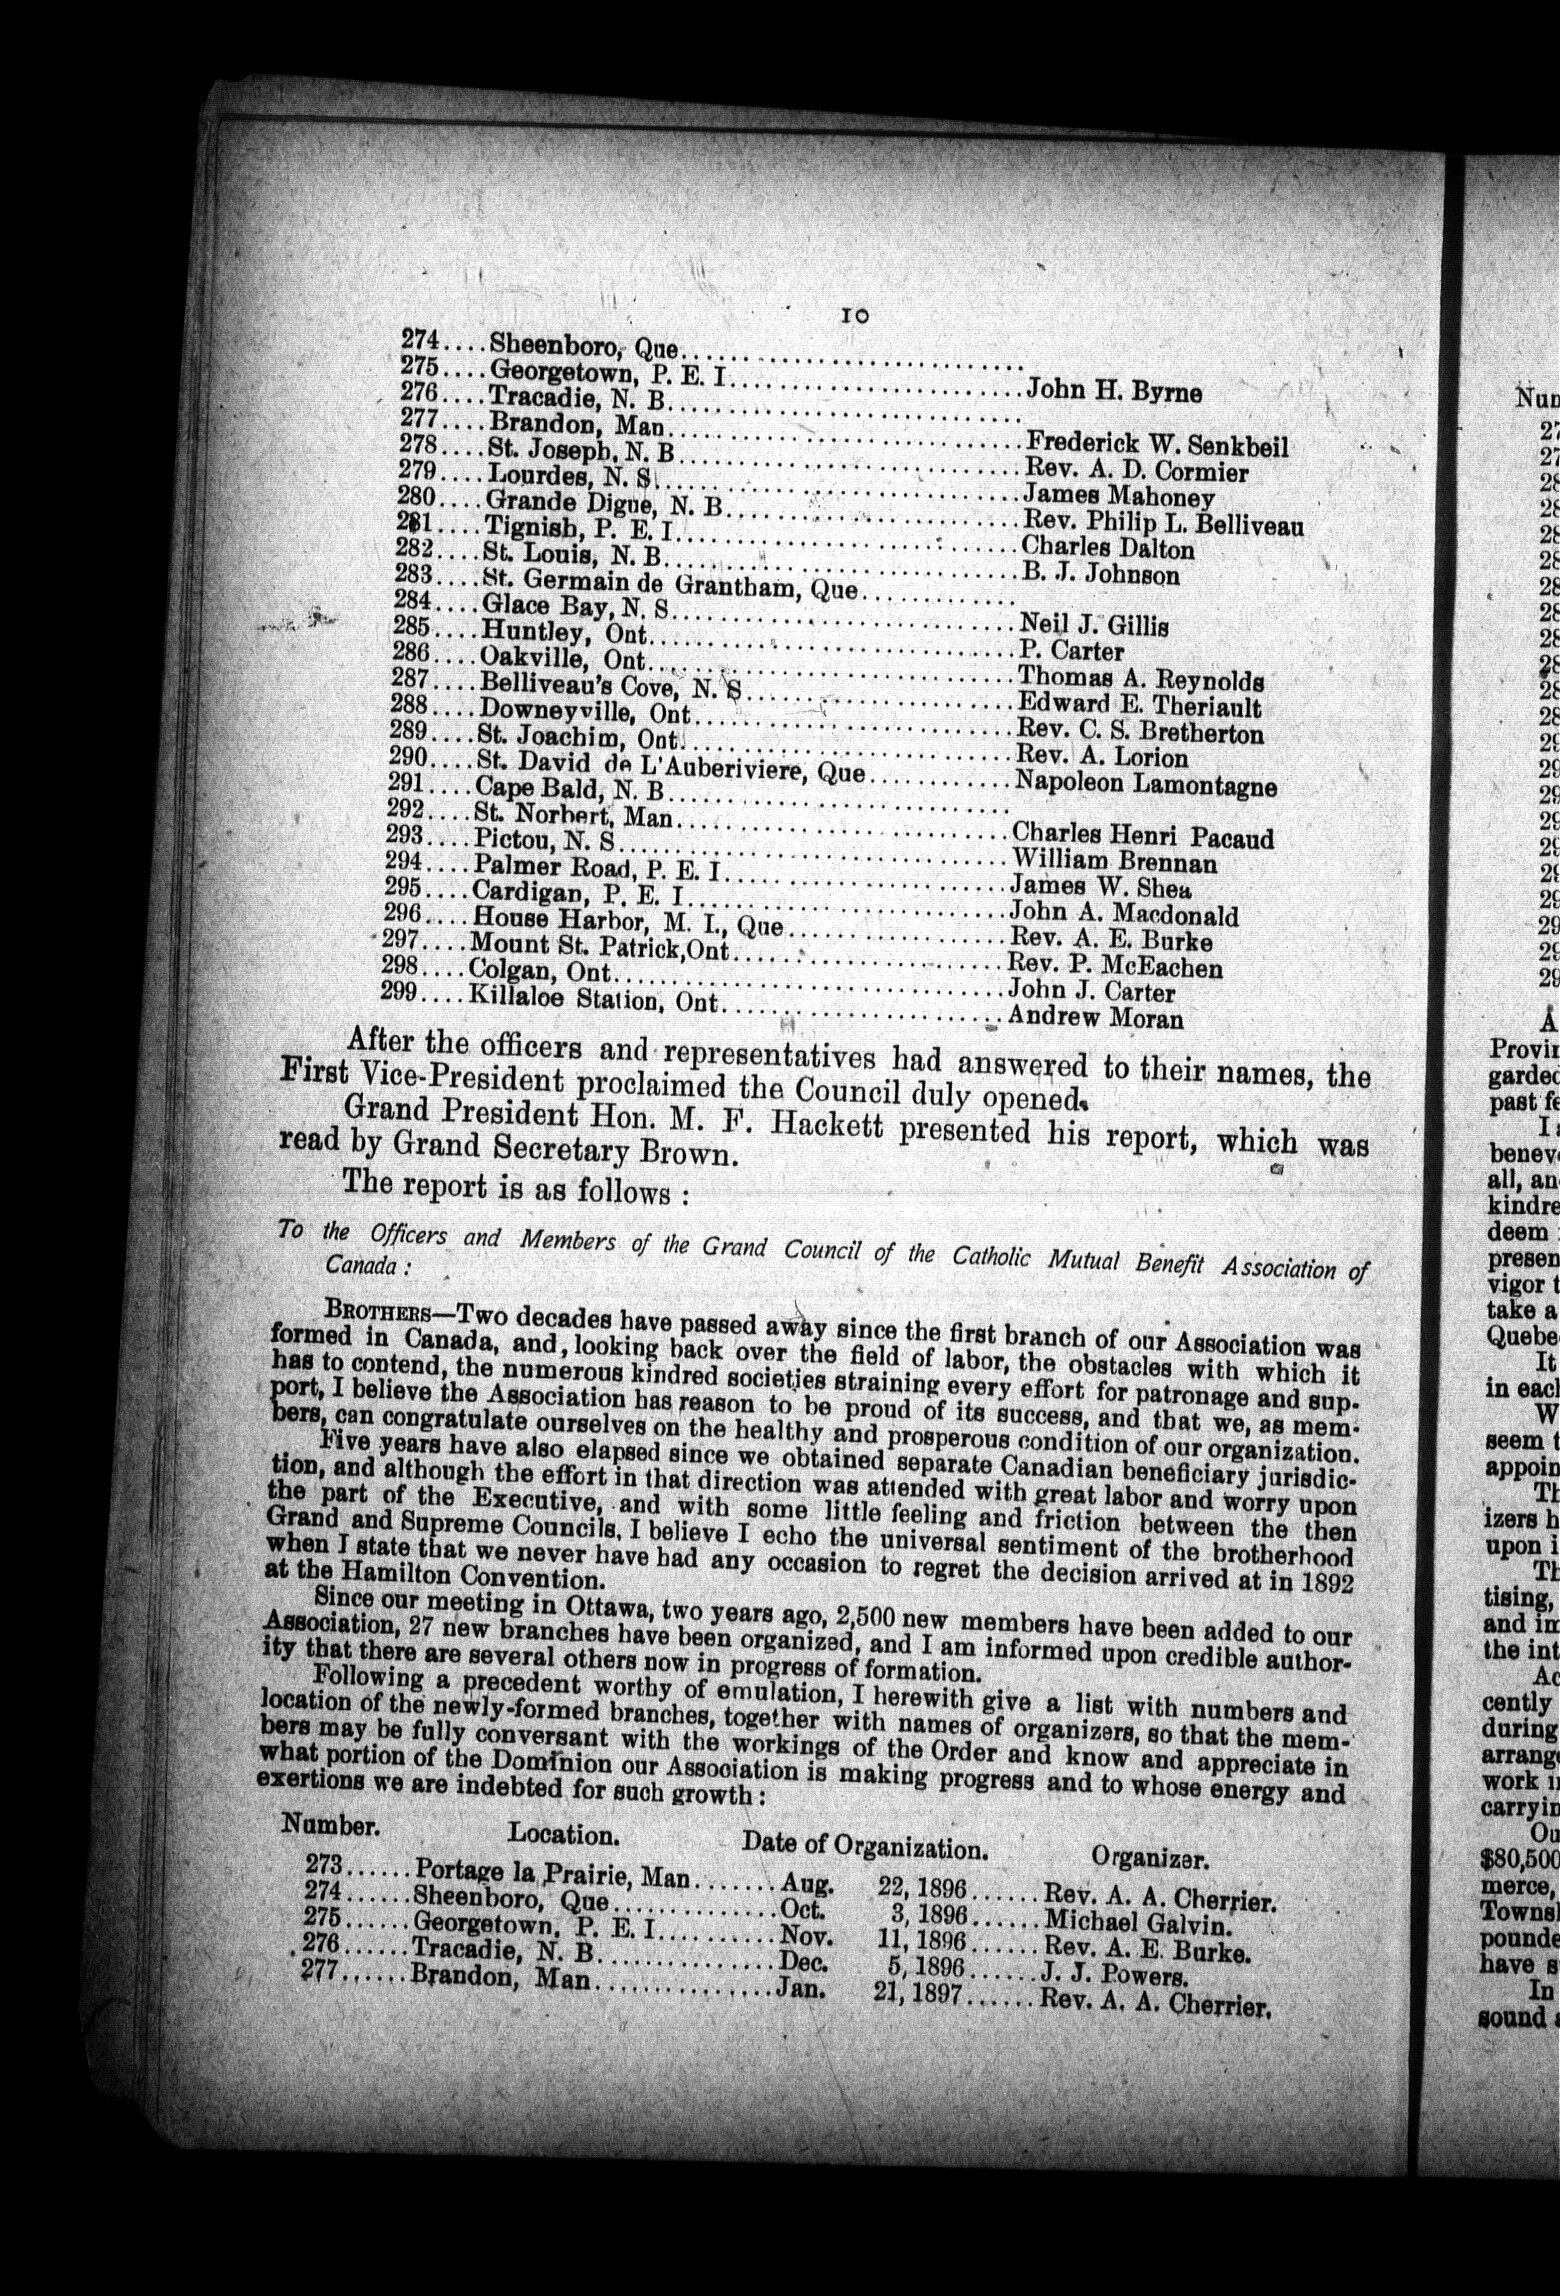 10
274....Sheenboro, Que............................
275....Georgetown, P. E. I........................John H. Byrne
276....Tracadie, N. B.............................
277....Brandon, Man.............................Frederick W. Senkbeil
278....St. Joseph, N. B............................Rev. A. D. Cormier
279....Lourdes, N. S..............................James Mahoney
280....Grande Digue, N. B........................Rev. Philip L. Belliveau
281....Tignish, P. E. I............................Charles Dalton
282....St. Louis, N. B.............................B. J. Johnson
283....St. Germain de Grantham, Que.............
284....Glace Bay, N. S............................Neil J. Gillis
285....Huntley, Ont..............................P. Carter
286....Oakville, Ont..............................Thomas A. Reynolds
287....Belliveau's Cove, N. S......................Edward E. Theriault
288....Downeyville, Ont..........................Rev. C. S. Bretherton
289....St. Joachim, Ont...........................Rev. A. Lorion
290....St. David de L'Auberiviere, Que............Napoleon Lamontagne
291....Cape Bald, N. B............................
292....St. Norbert, Man...........................Charles Henri Pacaud
293....Pictou, N. S................................William Brennan
294....Palmer Road, P. E. I........................James W. Shea
295....Cardigan, P. E. I...........................John A. Macdonald
296....House Harbor, M. I., Que..................Rev. A. E. Burke
297....Mount St. Patrick,Ont.......................Rev. P. McEachen
298....Colgan, Ont................................John J. Carter
299....Killaloe Station, Ont........................Andrew Moran
After the officers and representatives had answered to their names, the
First Vice-President proclaimed the Council duly opened.
Grand President Hon. M. F. Hackett presented his report, which was
read by Grand Secretary Brown.
The report is as follows :
To the Officers and Members of the Grand Council of the Catholic Mutual Benefit Association of
Canada :
BROTHERS—Two decades have passed away since the first branch of our Association was
formed in Canada, and, looking back over the field of labor, the obstacles with which it
has to contend, the numerous kindred societies straining every effort for patronage and sup-
port, I believe the Association has reason to be proud of its success, and that we, as mem-
bers, can congratulate ourselves on the healthy and prosperous condition of our organization.
Five years have also elapsed since we obtained separate Canadian beneficiary jurisdic-
tion, and although the effort in that direction was attended with great labor and worry upon
the part of the Executive, and with some little feeling and friction between the then
Grand and Supreme Councils, I believe I echo the universal sentiment of the brotherhood
when I state that we never have had any occasion to regret the decision arrived at in 1892
at the Hamilton Convention.
Since our meeting in Ottawa, two years ago, 2,500 new members have been added to our
Association, 27 new branches have been organized, and I am informed upon credible author-
ity that there are several others now in progress of formation.
Following a precedent worthy of emulation, I herewith give a list with numbers and
location of the newly-formed branches, together with names of organizers, so that the mem-
bers may be fully conversant with the workings of the Order and know and appreciate in
what portion of the Dominion our Association is making progress and to whose energy and
exertions we are indebted for such growth :
Number. Location. Date of Organization. Organizer.
273......Portage la Prairie, Man.......Aug. 22, 1896......Rev. A. A. Cherrier.
274......Sheenboro, Que..............Oct. 3, 1896......Michael Galvin.
275......Georgetown, P. E. I..........Nov. 11, 1896......Rev. A. E. Burke.
276......Tracadie, N. B...............Dec. 5, 1896......J. J. Powers.
277......Brandon, Man...............Jan. 21, 1897......Rev. A. A. Cherrier.